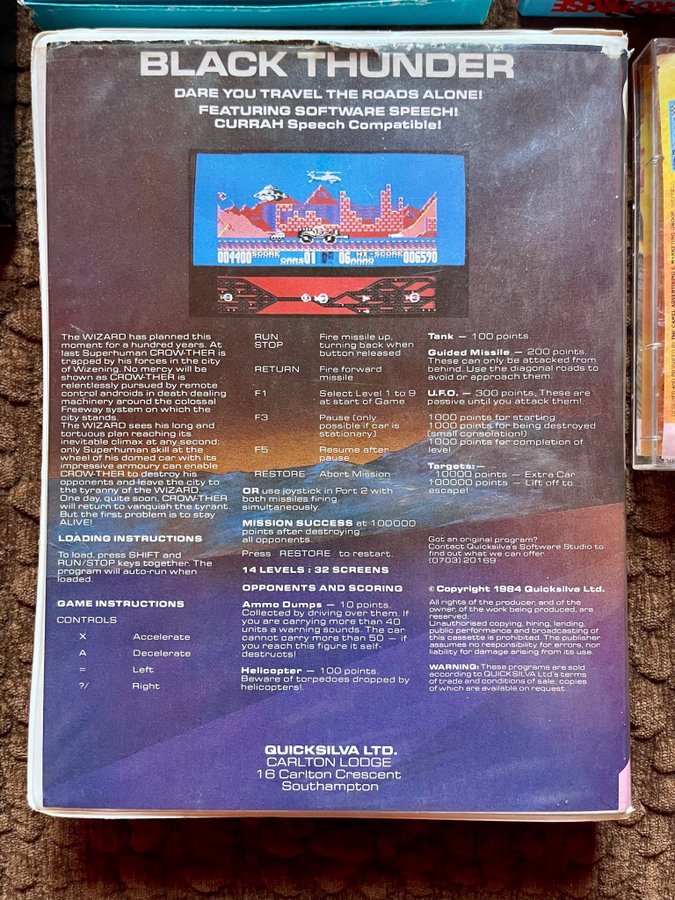 BLACK THUNDER
DARE YOU TRAVEL THE ROADS ALONE!
FEATURING SOFTWARE SPEECH!
CURRAH Speech Compatible!
004400 SCORE CARS 01 06 AMMO HI-SCORE 006590
The WIZARD has planned this
moment for a hundred years. At
last Superhuman CROW-THER is
trapped by his forces in the city
of Wizening. No mercy will be
shown as CROW-THER is
relentlessly pursued by remote
control androids in death-dealing
machinery around the colossal
Freeway system on which the
city stands.
The WIZARD sees his long and
tortuous plan reaching its
inevitable climax at any second;
only Superhuman skill at the
wheel of his domed car with its
impressive armoury can enable
CROW-THER to destroy his
opponents and leave the city to
the tyranny of the WIZARD.
One day, quite soon, CROW-THER
will return to vanquish the tyrant.
But the first problem is to stay
ALIVE!
LOADING INSTRUCTIONS
To load, press SHIFT and
RUN/STOP keys together. The
program will auto-run when
loaded.
GAME INSTRUCTIONS
CONTROLS
X Accelerate
A Decelerate
= Left
?/ Right
RUN STOP Fire missile up,
turning back when
button released
RETURN Fire forward
missile
F1 Select Level 1 to 9
at start of Game
F3 Pause (only
possible if car is
stationary)
F5 Resume after
pause
RESTORE Abort Mission
OR use joystick in Port 2 with
both missiles firing
simultaneously.
MISSION SUCCESS at 100000
points after destroying
all opponents.
Press RESTORE to restart.
14 LEVELS : 32 SCREENS
OPPONENTS AND SCORING
Ammo Dumps — 10 points.
Collected by driving over them. If
you are carrying more than 40
units a warning sounds. The car
cannot carry more than 50 — if
you reach this figure it self-
destructs!
Helicopter — 100 points.
Beware of torpedoes dropped by
helicopters!.
Tank — 100 points.
Guided Missile — 200 points.
These can only be attacked from
behind. Use the diagonal roads to
avoid or approach them.
U.F.O. — 300 points, These are
passive until you attack them!.
1000 points for starting
1000 points for being destroyed
(small consolation!)
1000 points for completion of
level
Targets:—
10000 points — Extra Car
100000 points — Lift off to
escape!
Got an original program?
Contact Quicksilva's Software Studio to
find out what we can offer.
(0703) 20169
© Copyright 1984 Quicksilva Ltd.
All rights of the producer, and of the
owner, of the work being produced, are
reserved.
Unauthorised copying, hiring, lending,
public performance and broadcasting of
this cassette is prohibited. The publisher
assumes no responsibility for errors, nor
liability for damage arising from its use.
WARNING: These programs are sold
according to QUICKSILVA Ltd's terms
of trade and conditions of sale, copies
of which are available on request.
QUICKSILVA LTD.
CARLTON LODGE
16 Carlton Crescent
Southampton